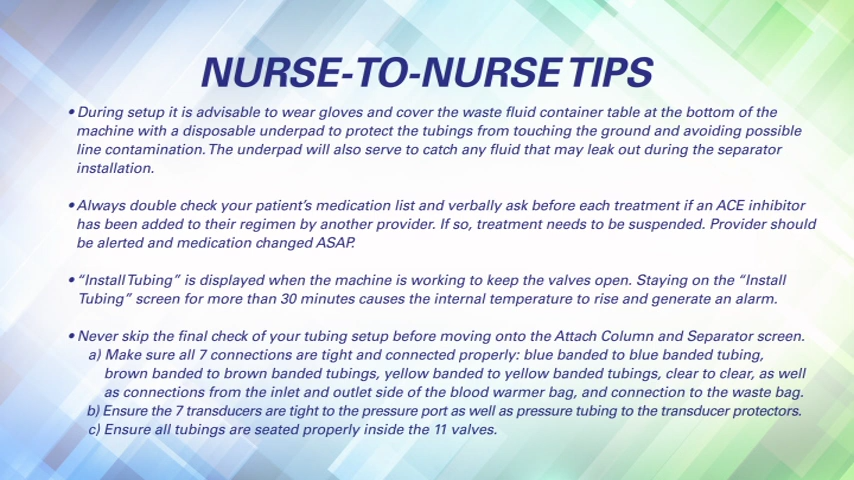 NURSE-TO-NURSE TIPS
• During setup it is advisable to wear gloves and cover the waste fluid container table at the bottom of the
machine with a disposable underpad to protect the tubings from touching the ground and avoiding possible
line contamination. The underpad will also serve to catch any fluid that may leak out during the separator
installation.
• Always double check your patient's medication list and verbally ask before each treatment if an ACE inhibitor
has been added to their regimen by another provider. If so, treatment needs to be suspended. Provider should
be alerted and medication changed ASAP.
• "Install Tubing" is displayed when the machine is working to keep the valves open. Staying on the "Install
Tubing" screen for more than 30 minutes causes the internal temperature to rise and generate an alarm.
• Never skip the final check of your tubing setup before moving onto the Attach Column and Separator screen.
a) Make sure all 7 connections are tight and connected properly: blue banded to blue banded tubing,
brown banded to brown banded tubings, yellow banded to yellow banded tubings, clear to clear, as well
as connections from the inlet and outlet side of the blood warmer bag, and connection to the waste bag.
b) Ensure the 7 transducers are tight to the pressure port as well as pressure tubing to the transducer protectors.
c) Ensure all tubings are seated properly inside the 11 valves.